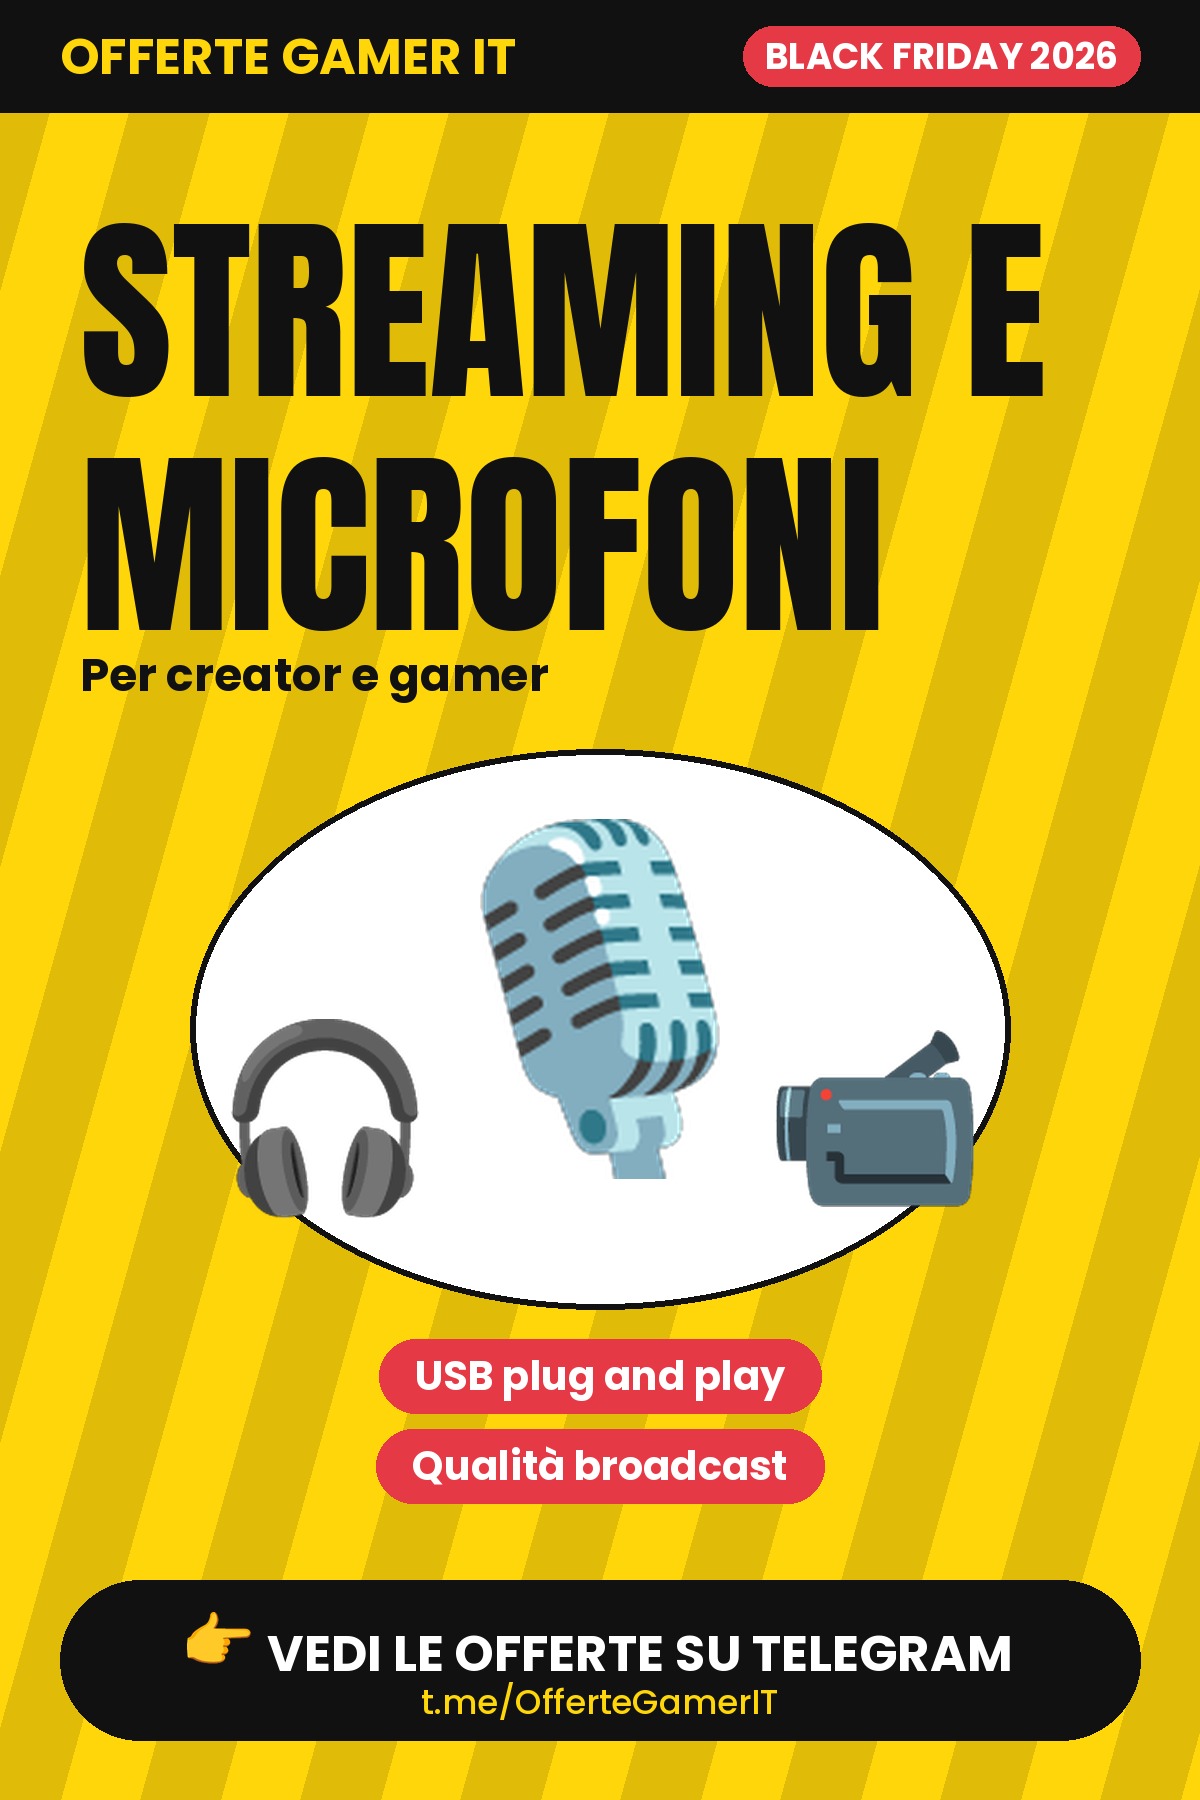 OFFERTE GAMER IT
BLACK FRIDAY 2026
STREAMING E
MICROFONI
Per creator e gamer
USB plug and play
Qualità broadcast
👉 VEDI LE OFFERTE SU TELEGRAM
t.me/OfferteGamerIT